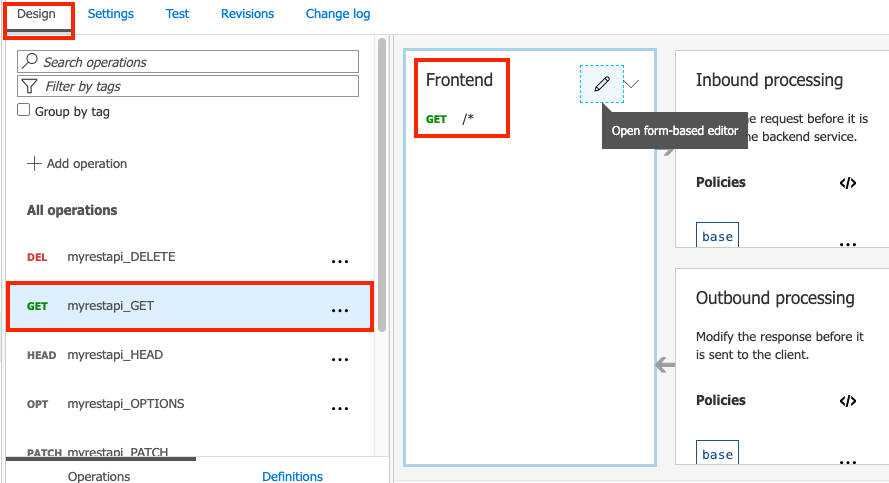 Design Settings Test Revisions Change log
Search operations
Filter by tags
Group by tag
Add operation
All operations
DEL myrestapi_DELETE ...
GET myrestapi_GET ...
HEAD myrestapi_HEAD ...
OPT myrestapi_OPTIONS ...
PATCH myrestapi_PATCH
Operations Definitions
Frontend
GET /*
Open form-based editor
Inbound processing
e request before it is
he backend service.
Policies </>
base ...
Outbound processing
Modify the response before it
is sent to the client.
Policies </>
base ...